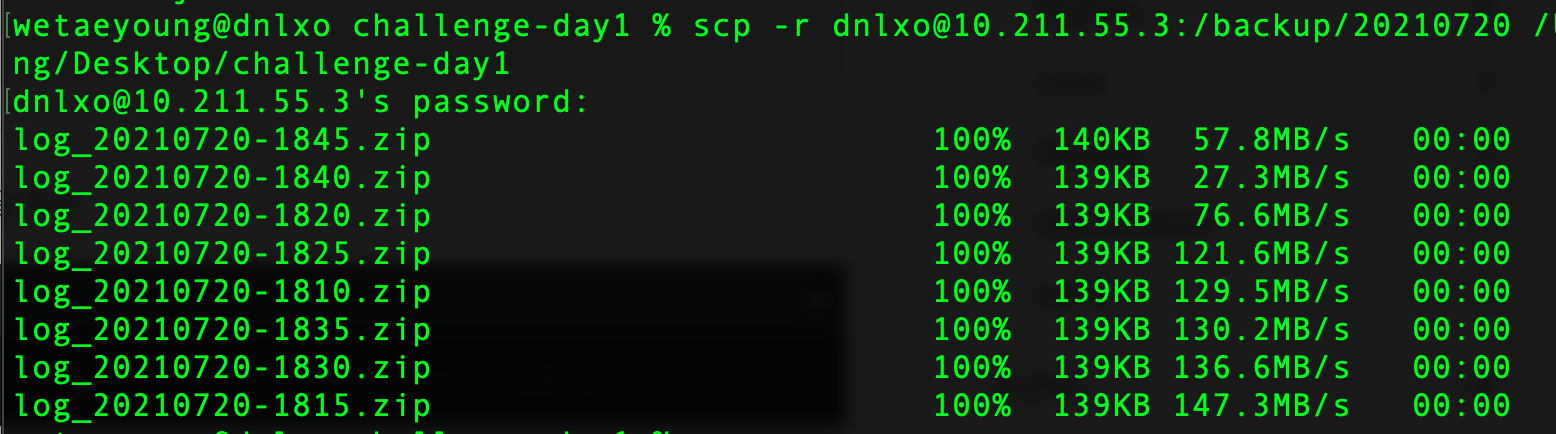 [wetaeyoung@dnlxo challenge-day1 % scp -r dnlxo@10.211.55.3:/backup/20210720 /
ng/Desktop/challenge-day1
[dnlxo@10.211.55.3's password:
log_20210720-1845.zip 100% 140KB 57.8MB/s 00:00
log_20210720-1840.zip 100% 139KB 27.3MB/s 00:00
log_20210720-1820.zip 100% 139KB 76.6MB/s 00:00
log_20210720-1825.zip 100% 139KB 121.6MB/s 00:00
log_20210720-1810.zip 100% 139KB 129.5MB/s 00:00
log_20210720-1835.zip 100% 139KB 130.2MB/s 00:00
log_20210720-1830.zip 100% 139KB 136.6MB/s 00:00
log_20210720-1815.zip 100% 139KB 147.3MB/s 00:00